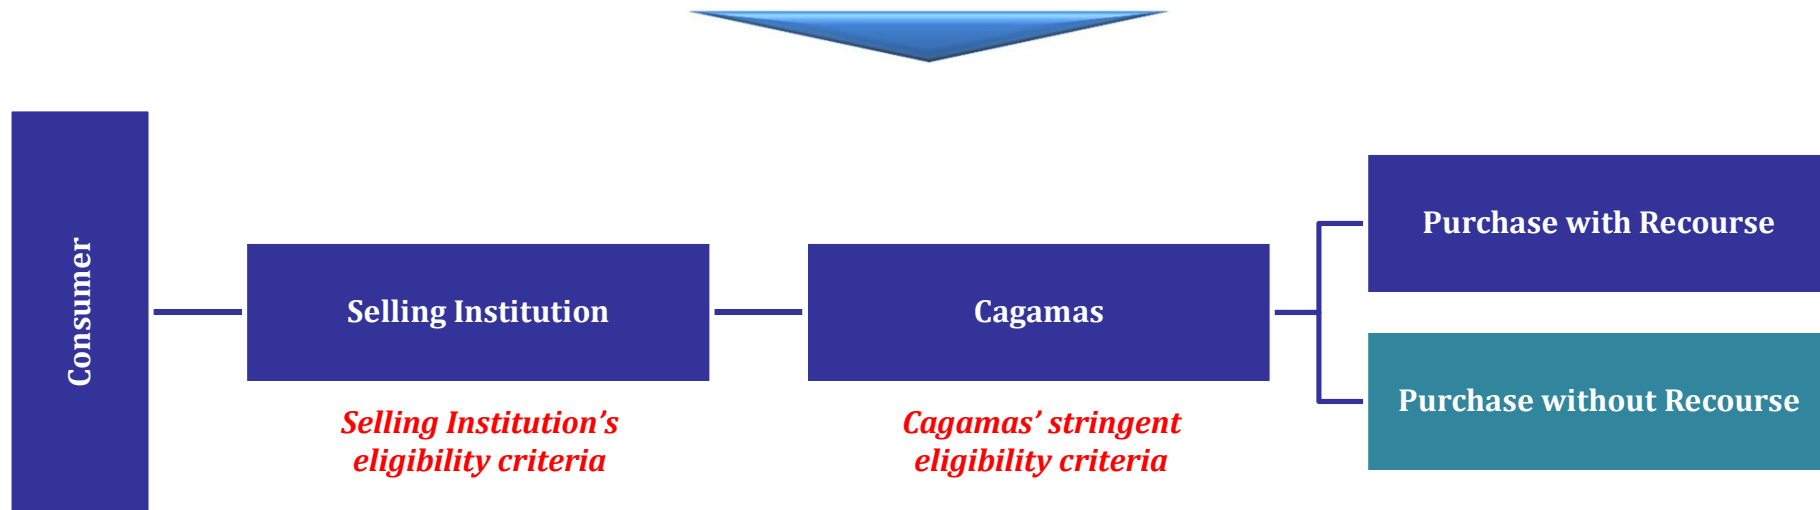 Consumer
Selling Institution
Selling Institution’s
eligibility criteria
Cagamas
Cagamas’ stringent
eligibility criteria
Purchase with Recourse
Purchase without Recourse